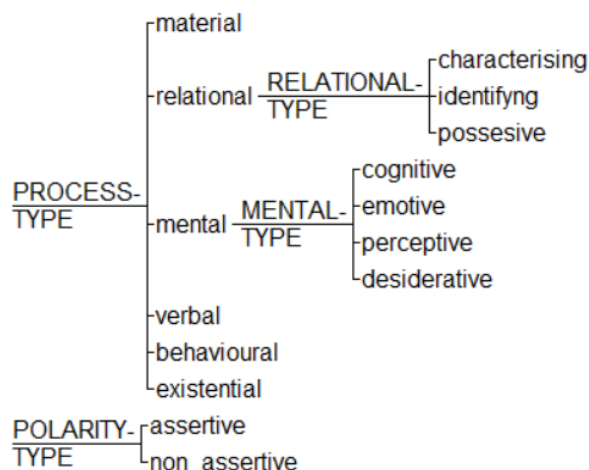 material
characterising
relational RELATIONAL-TYPE identifyng
possesive
cognitive
PROCESS-TYPE mental MENTAL-TYPE emotive
perceptive
desiderative
verbal
behavioural
existential
POLARITY-TYPE assertive
non_assertive